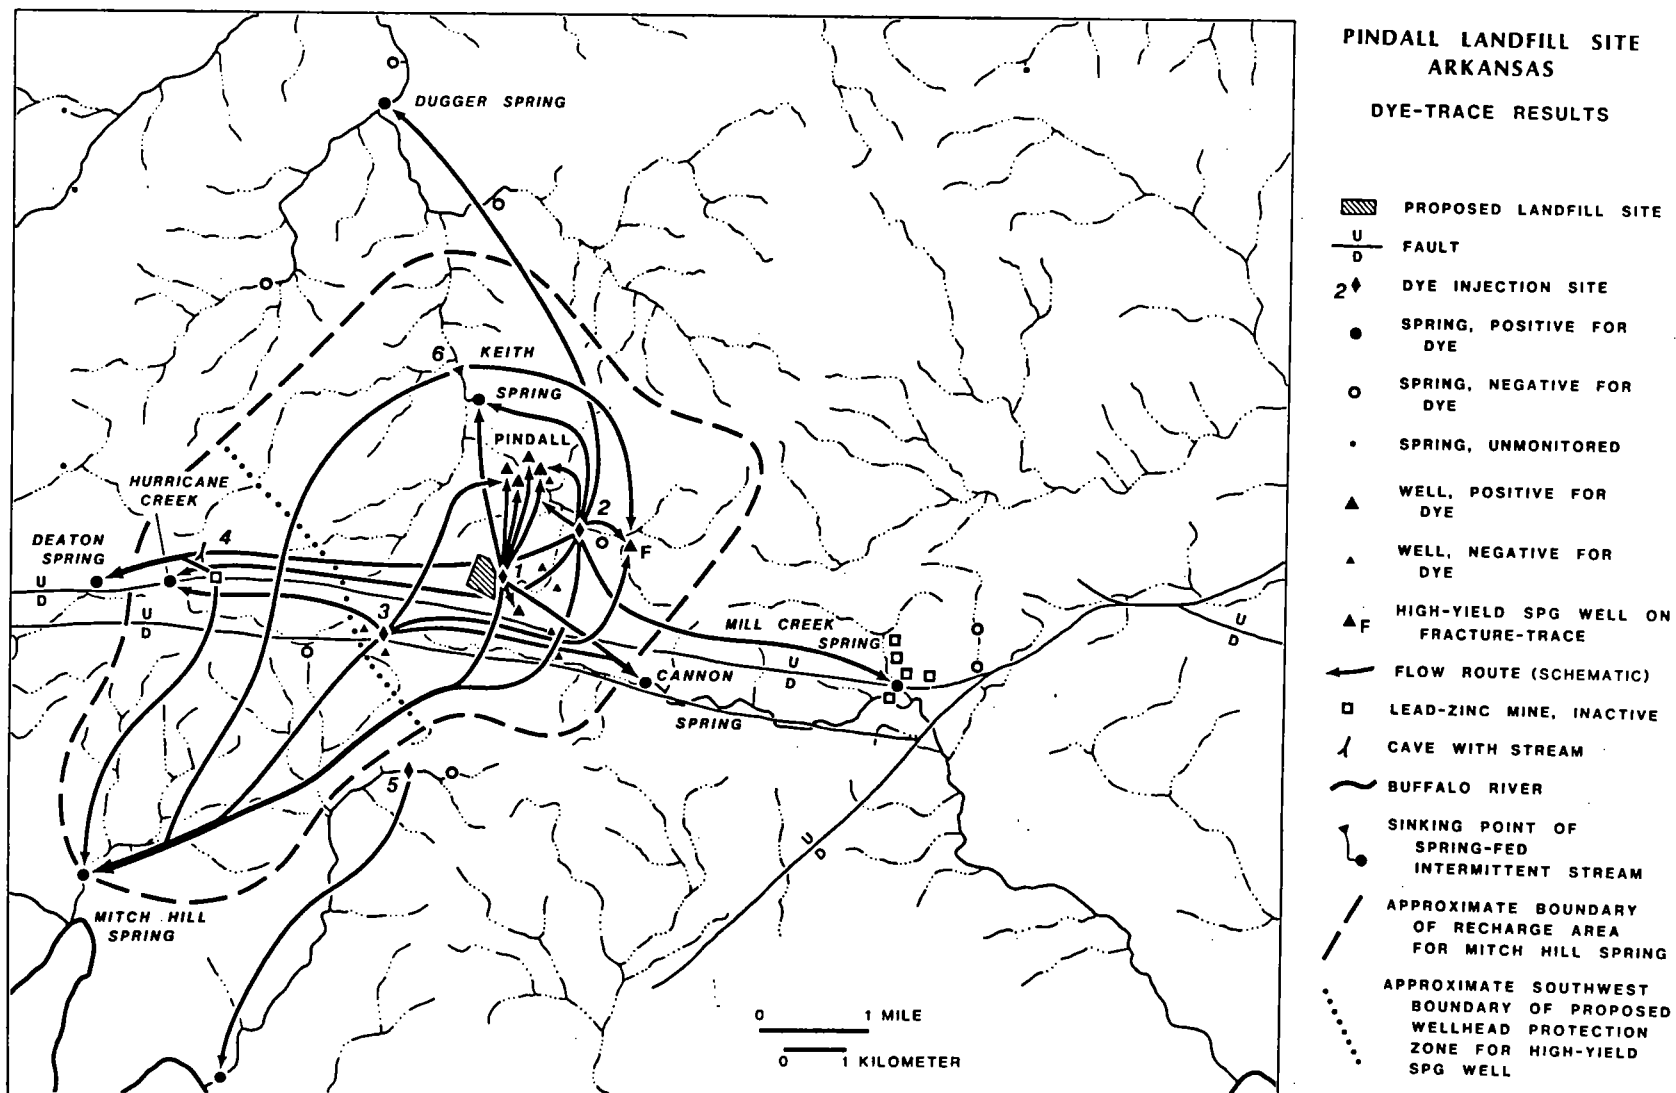 PINDALL LANDFILL SITE
ARKANSAS
DYE-TRACE RESULTS
PROPOSED LANDFILL SITE
U
D
FAULT
2
DYE INJECTION SITE
SPRING, POSITIVE FOR
DYE
SPRING, NEGATIVE FOR
DYE
SPRING, UNMONITORED
WELL, POSITIVE FOR
DYE
WELL, NEGATIVE FOR
DYE
F
HIGH-YIELD SPG WELL ON
FRACTURE-TRACE
FLOW ROUTE (SCHEMATIC)
LEAD-ZINC MINE, INACTIVE
CAVE WITH STREAM
BUFFALO RIVER
SINKING POINT OF
SPRING-FED
INTERMITTENT STREAM
APPROXIMATE BOUNDARY
OF RECHARGE AREA
FOR MITCH HILL SPRING
APPROXIMATE SOUTHWEST
BOUNDARY OF PROPOSED
WELLHEAD PROTECTION
ZONE FOR HIGH-YIELD
SPG WELL
DUGGER SPRING
6
KEITH
SPRING
PINDALL
HURRICANE
CREEK
2
F
DEATON
SPRING
4
1
U
D
U
D
3
MILL CREEK
SPRING
U
D
U
D
CANNON
SPRING
5
U
D
MITCH HILL
SPRING
0 1 MILE
0 1 KILOMETER